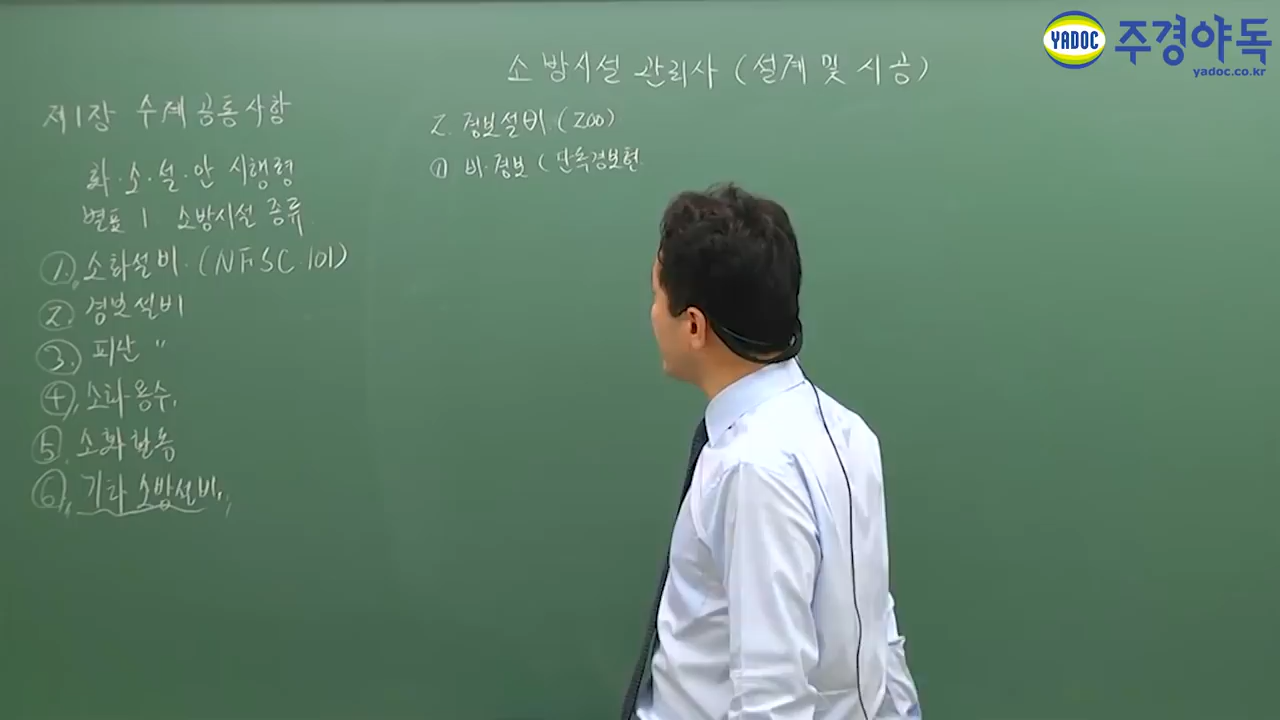 YADOC 주경야독
yadoc.co.kr
소방시설 관리사 (설계 및 시공)
제1장 수계 공통사항
화·소·설·안 시행령
별표 1 소방시설 종류
①. 소화설비. (NFSC 101)
②. 경보설비
③. 피난 〃
④. 소화용수.
⑤. 소화활동
⑥. 기타 소방설비.
2. 경보설비. (200)
① 비·경보 (단독경보현